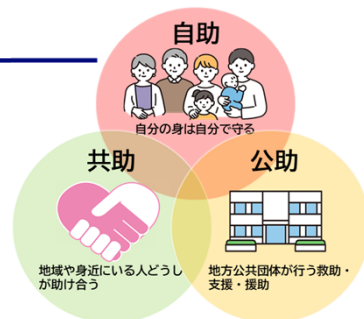 自助
自分の身は自分で守る
共助
地域や身近にいる人どうし
が助け合う
公助
地方公共団体が行う救助・
支援・援助